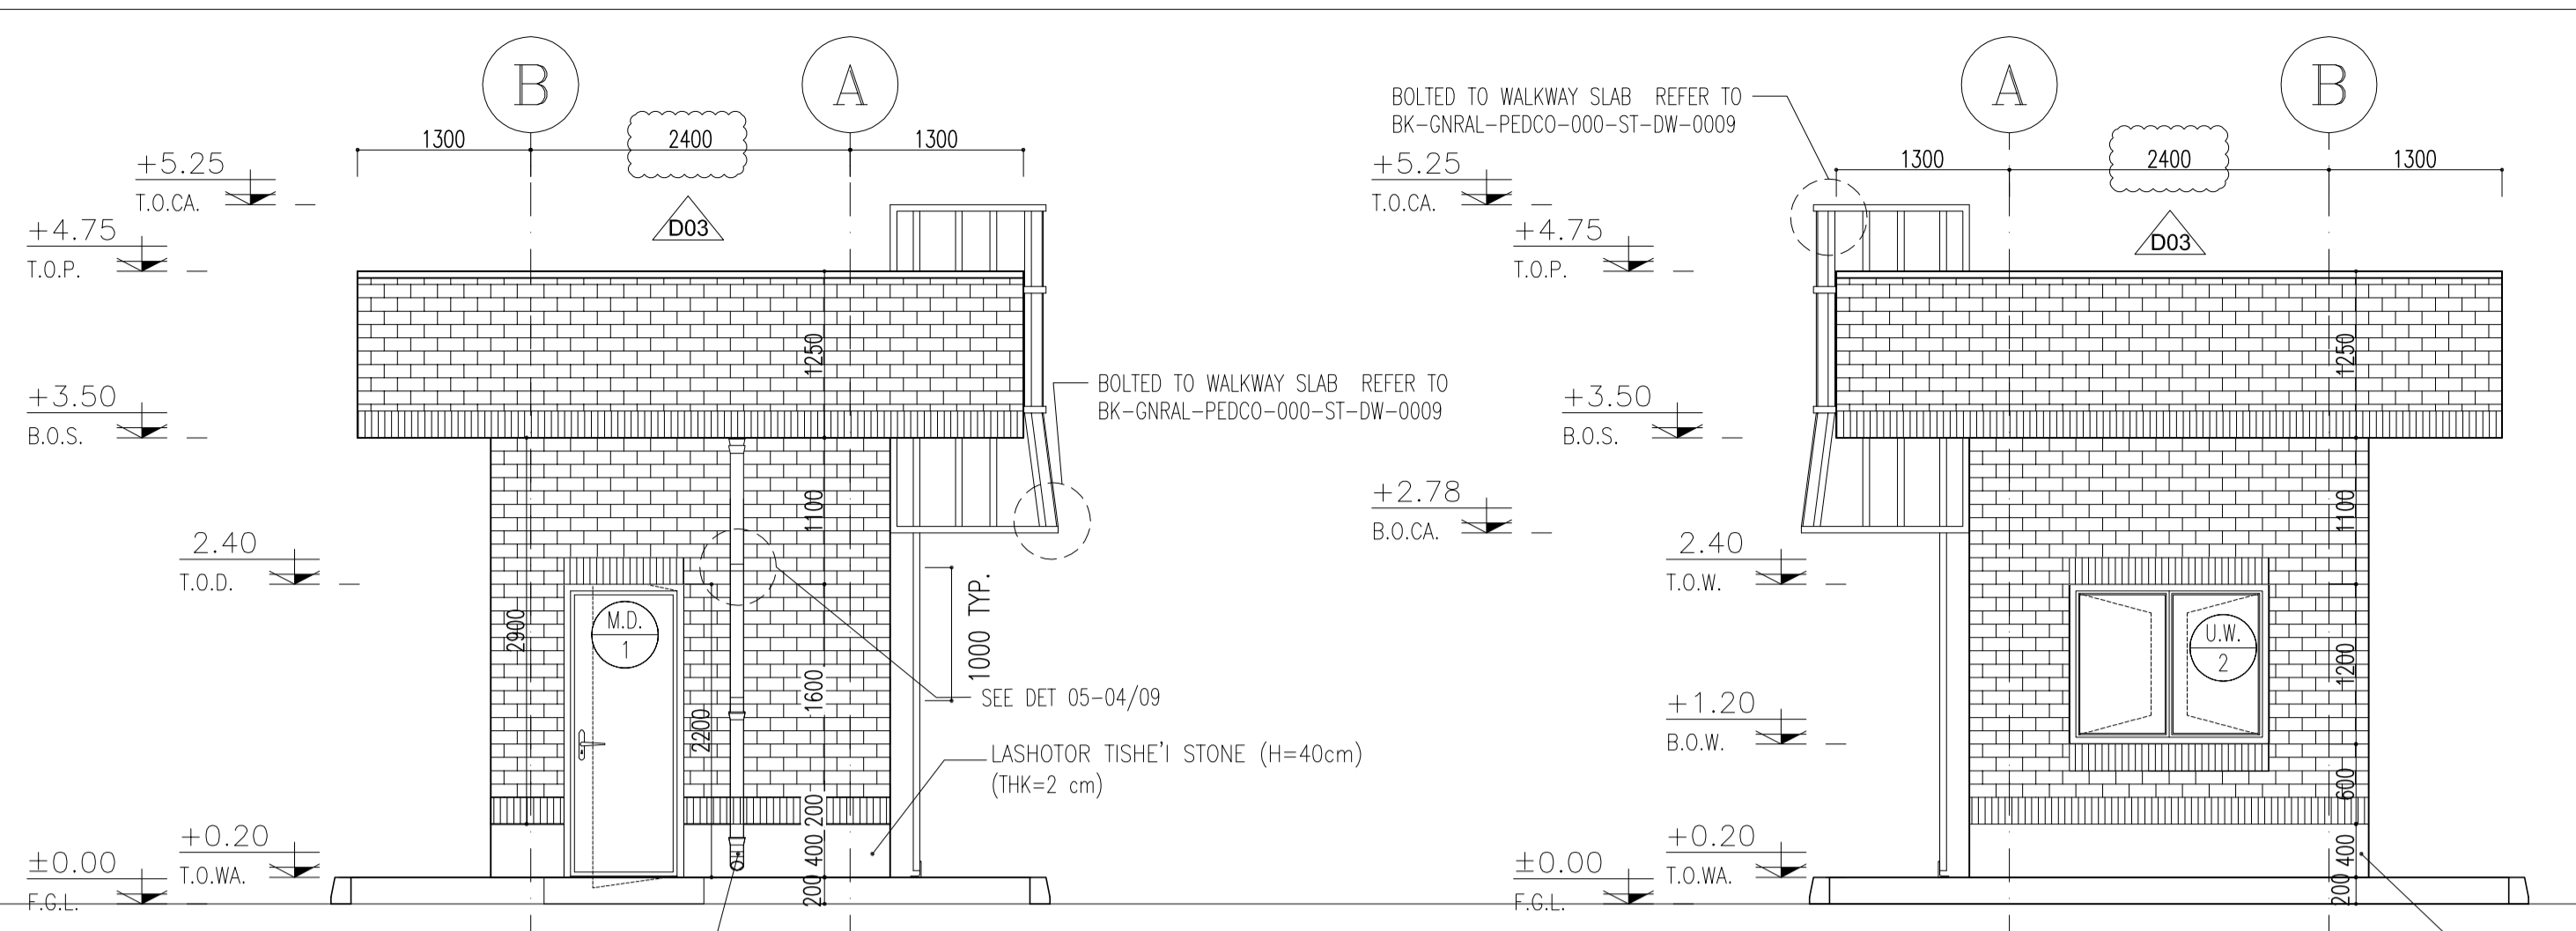 B
A
1300
2400
1300
+5.25
T.O.CA.
D03
+4.75
T.O.P.
1250
+3.50
B.O.S.
BOLTED TO WALKWAY SLAB REFER TO
BK-GNRAL-PEDCO-000-ST-DW-0009
1100
2.40
T.O.D.
M.D.
1
2900
1000 TYP.
1600
2200
SEE DET 05-04/09
LASHOTOR TISHE'I STONE (H=40cm)
(THK=2 cm)
200
400
200
+0.20
T.O.WA.
±0.00
F.G.L.
A
B
BOLTED TO WALKWAY SLAB REFER TO
BK-GNRAL-PEDCO-000-ST-DW-0009
1300
2400
1300
+5.25
T.O.CA.
D03
+4.75
T.O.P.
1250
+3.50
B.O.S.
+2.78
B.O.CA.
1100
2.40
T.O.W.
U.W.
2
1200
+1.20
B.O.W.
600
+0.20
T.O.WA.
400
200
±0.00
F.G.L.